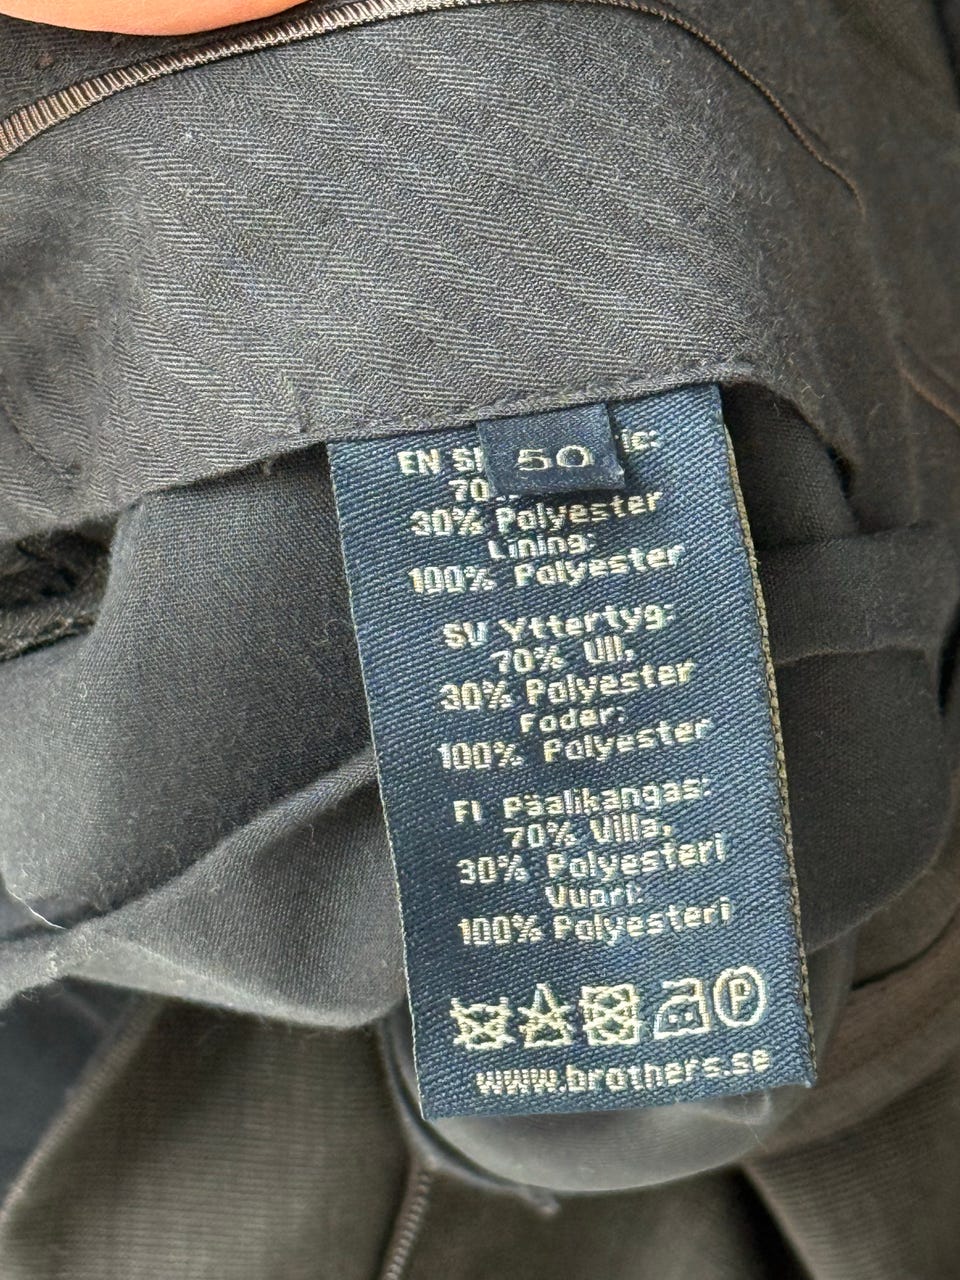 50
EN
70
30% Polyester
Lining:
100% Polyester
SV Yttertyg:
70% Ull,
30% Polyester
Foder:
100% Polyester
FI Päälikangas:
70% Villa,
30% Polyesteri
Vuori:
100% Polyesteri
P
www.brothers.se